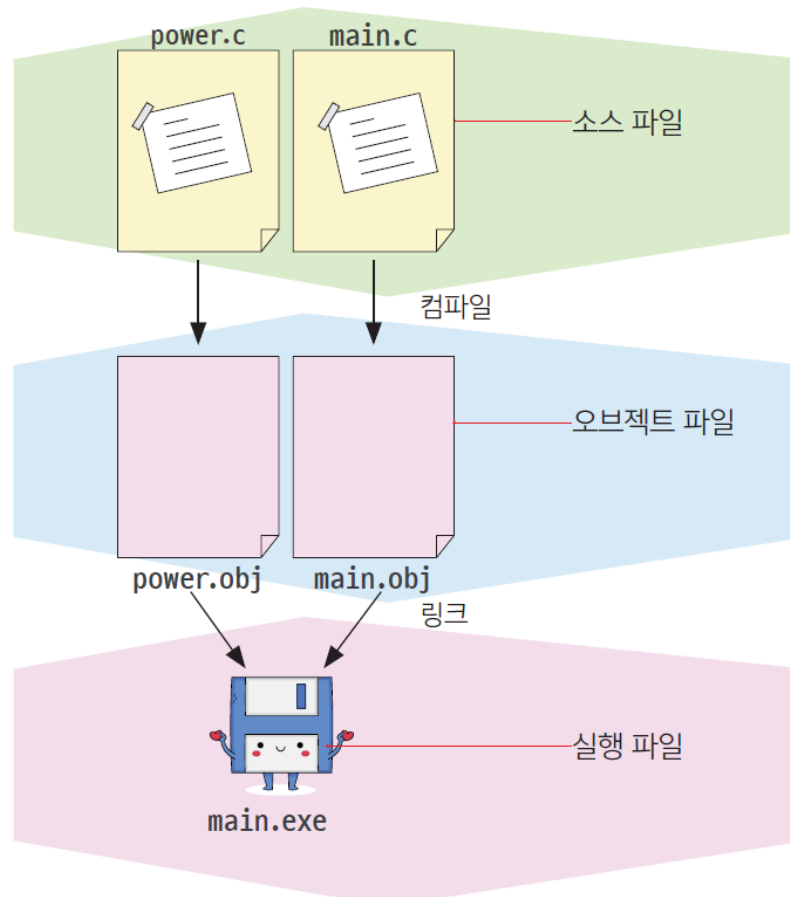 power.c
main.c
소스 파일
컴파일
오브젝트 파일
power.obj
main.obj
링크
실행 파일
main.exe